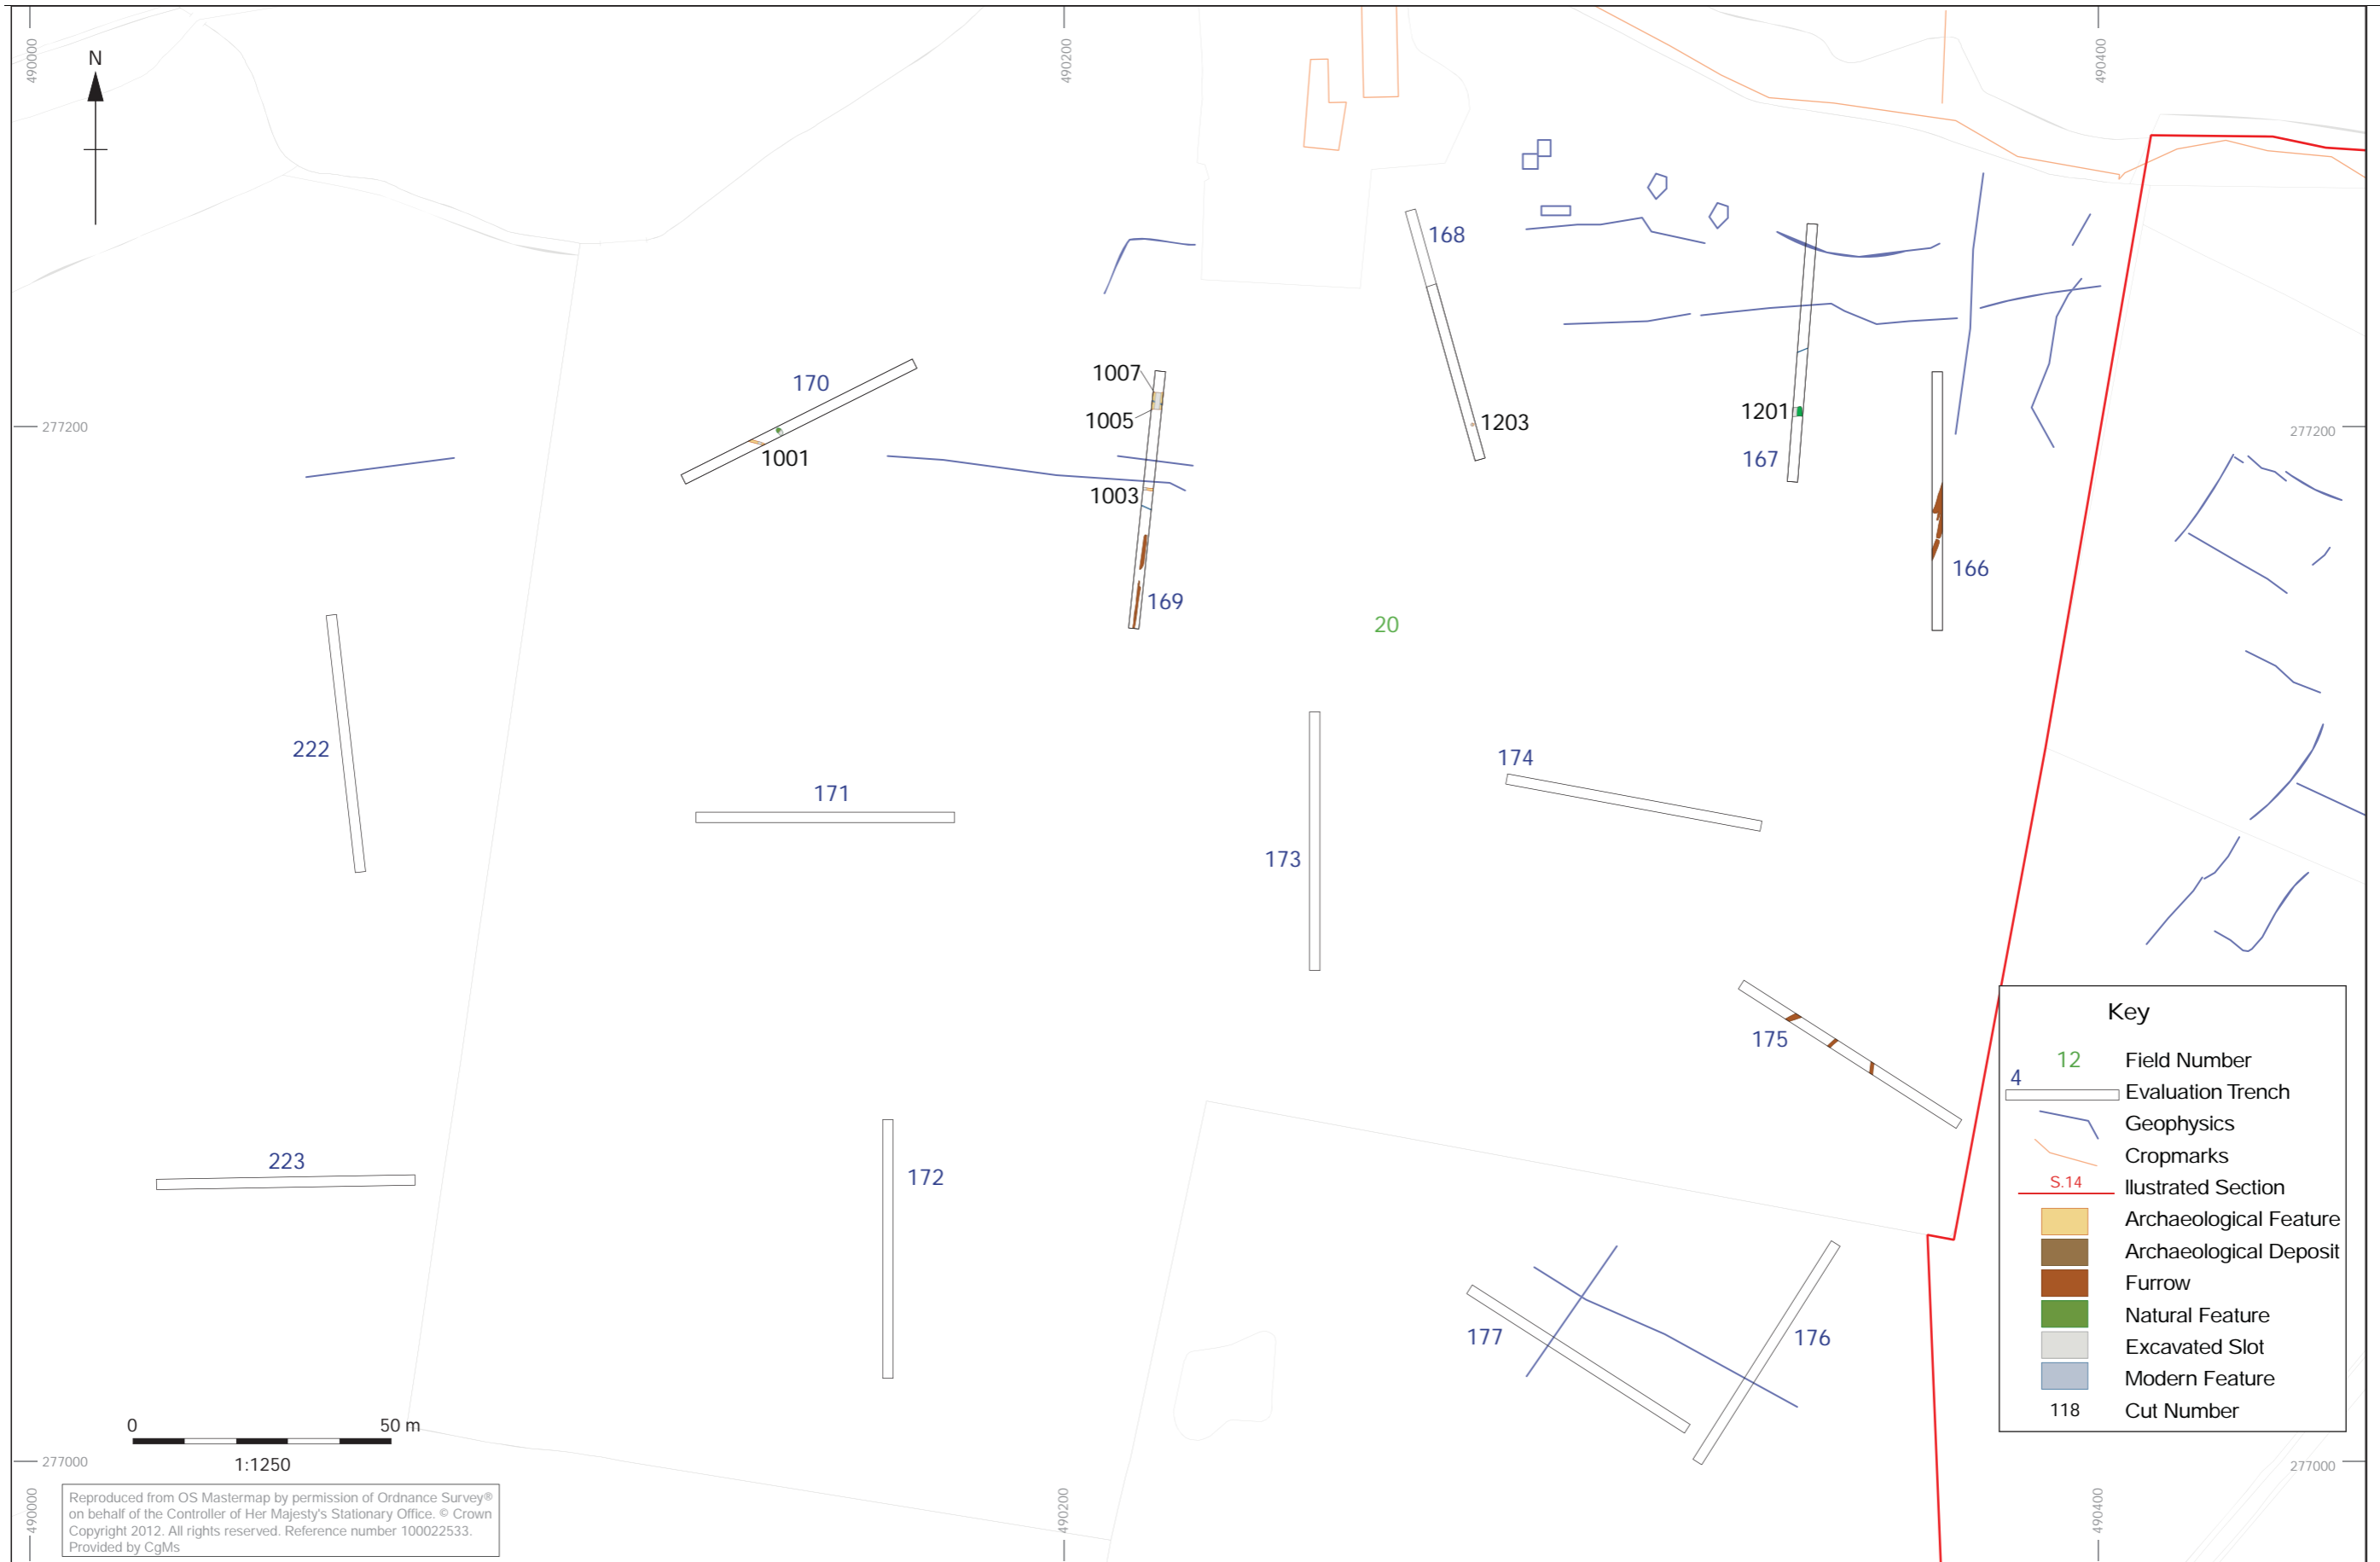 490000
490200
490400
N
168
170
1007
1005
1203
1201
277200
277200
1001
167
1003
166
169
20
222
174
171
173
175
223
172
177
176
Key
12 Field Number
4 Evaluation Trench
Geophysics
Cropmarks
S.14 llustrated Section
Archaeological Feature
Archaeological Deposit
Furrow
Natural Feature
Excavated Slot
Modern Feature
118 Cut Number
0 50 m
1:1250
277000
277000
Reproduced from OS Mastermap by permission of Ordnance Survey®
on behalf of the Controller of Her Majesty's Stationary Office. © Crown
Copyright 2012. All rights reserved. Reference number 100022533.
Provided by CgMs
490000
490200
490400